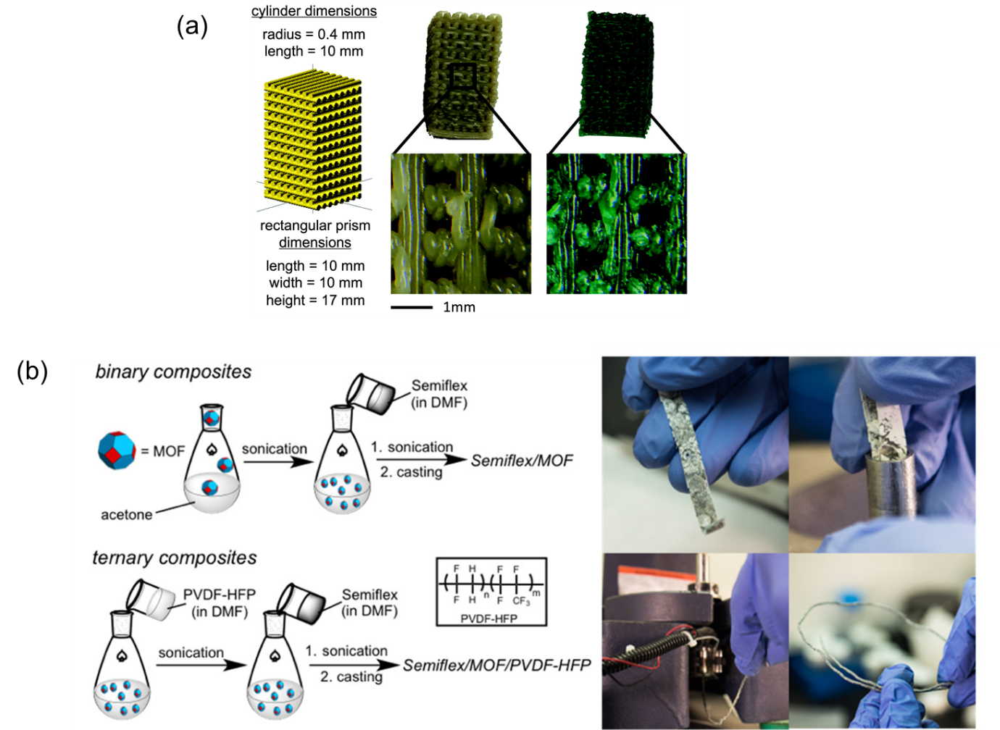 (a)
cylinder dimensions
radius = 0.4 mm
length = 10 mm
rectangular prism
dimensions
length = 10 mm
width = 10 mm
height = 17 mm
1mm
(b)
binary composites
= MOF
acetone
sonication
Semiflex
(in DMF)
1. sonication
2. casting
Semiflex/MOF
ternary composites
PVDF-HFP
(in DMF)
sonication
Semiflex
(in DMF)
1. sonication
2. casting
Semiflex/MOF/PVDF-HFP
F H F F
( )n( )m
F H F CF3
PVDF-HFP